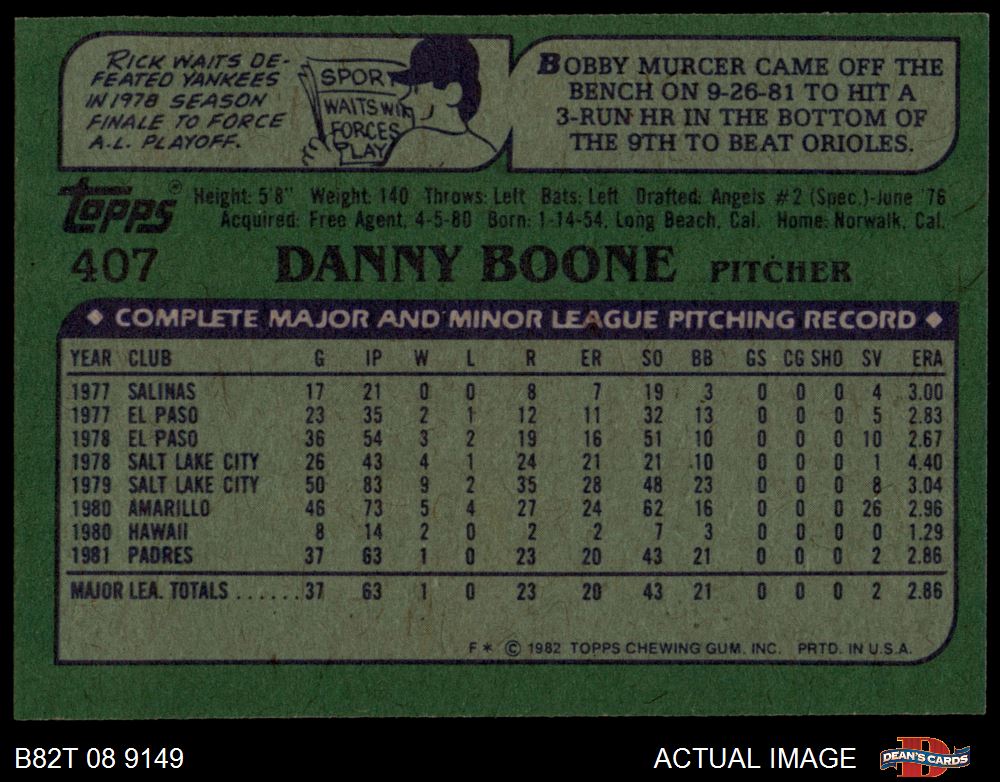 RICK WAITS DE-
FEATED YANKEES
IN 1978 SEASON
FINALE TO FORCE
A.L. PLAYOFF.
SPOR
WAITS WIN
FORCES
PLAY
BOBBY MURCER CAME OFF THE
BENCH ON 9-26-81 TO HIT A
3-RUN HR IN THE BOTTOM OF
THE 9TH TO BEAT ORIOLES.
topps®
Height: 5'8" Weight: 140 Throws: Left Bats: Left Drafted: Angels #2 (Spec.)-June '76
Acquired: Free Agent, 4-5-80 Born: 1-14-54, Long Beach, Cal. Home: Norwalk, Cal.
407 DANNY BOONE PITCHER
◆ COMPLETE MAJOR AND MINOR LEAGUE PITCHING RECORD ◆
YEAR CLUB G IP W L R ER SO BB GS CG SHO SV ERA
1977 SALINAS 17 21 0 0 8 7 19 3 0 0 0 4 3.00
1977 EL PASO 23 35 2 1 12 11 32 13 0 0 0 5 2.83
1978 EL PASO 36 54 3 2 19 16 51 10 0 0 0 10 2.67
1978 SALT LAKE CITY 26 43 4 1 24 21 21 10 0 0 0 1 4.40
1979 SALT LAKE CITY 50 83 9 2 35 28 48 23 0 0 0 8 3.04
1980 AMARILLO 46 73 5 4 27 24 62 16 0 0 0 26 2.96
1980 HAWAII 8 14 2 0 2 2 7 3 0 0 0 0 1.29
1981 PADRES 37 63 1 0 23 20 43 21 0 0 0 2 2.86
MAJOR LEA. TOTALS ......37 63 1 0 23 20 43 21 0 0 0 2 2.86
F* © 1982 TOPPS CHEWING GUM, INC. PRTD. IN U.S.A.
B82T 08 9149
ACTUAL IMAGE
D
DEAN'S CARDS